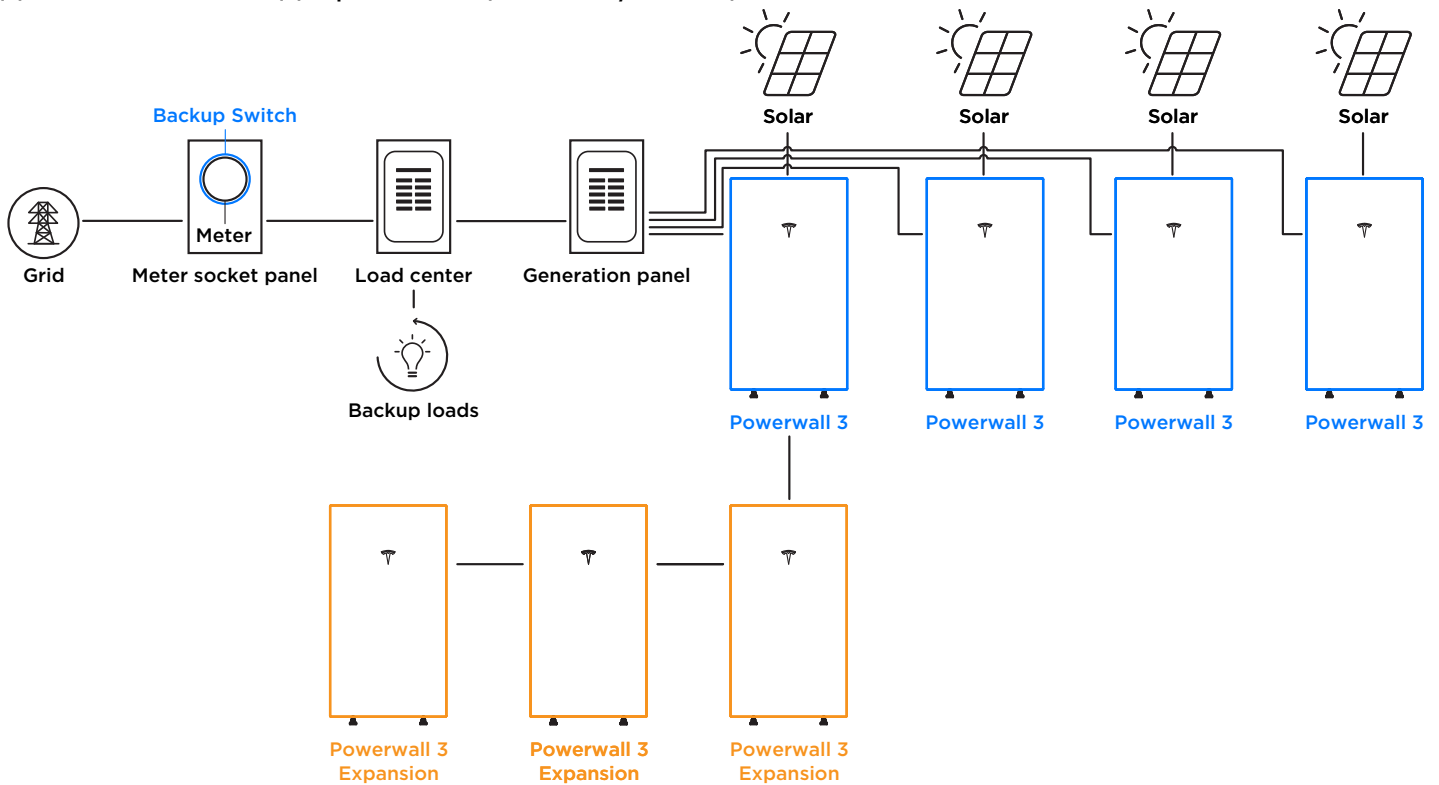 Solar
Solar
Solar
Solar
Backup Switch
Meter
Grid
Meter socket panel
Load center
Generation panel
Backup loads
Powerwall 3
Powerwall 3
Powerwall 3
Powerwall 3
Powerwall 3
Expansion
Powerwall 3
Expansion
Powerwall 3
Expansion